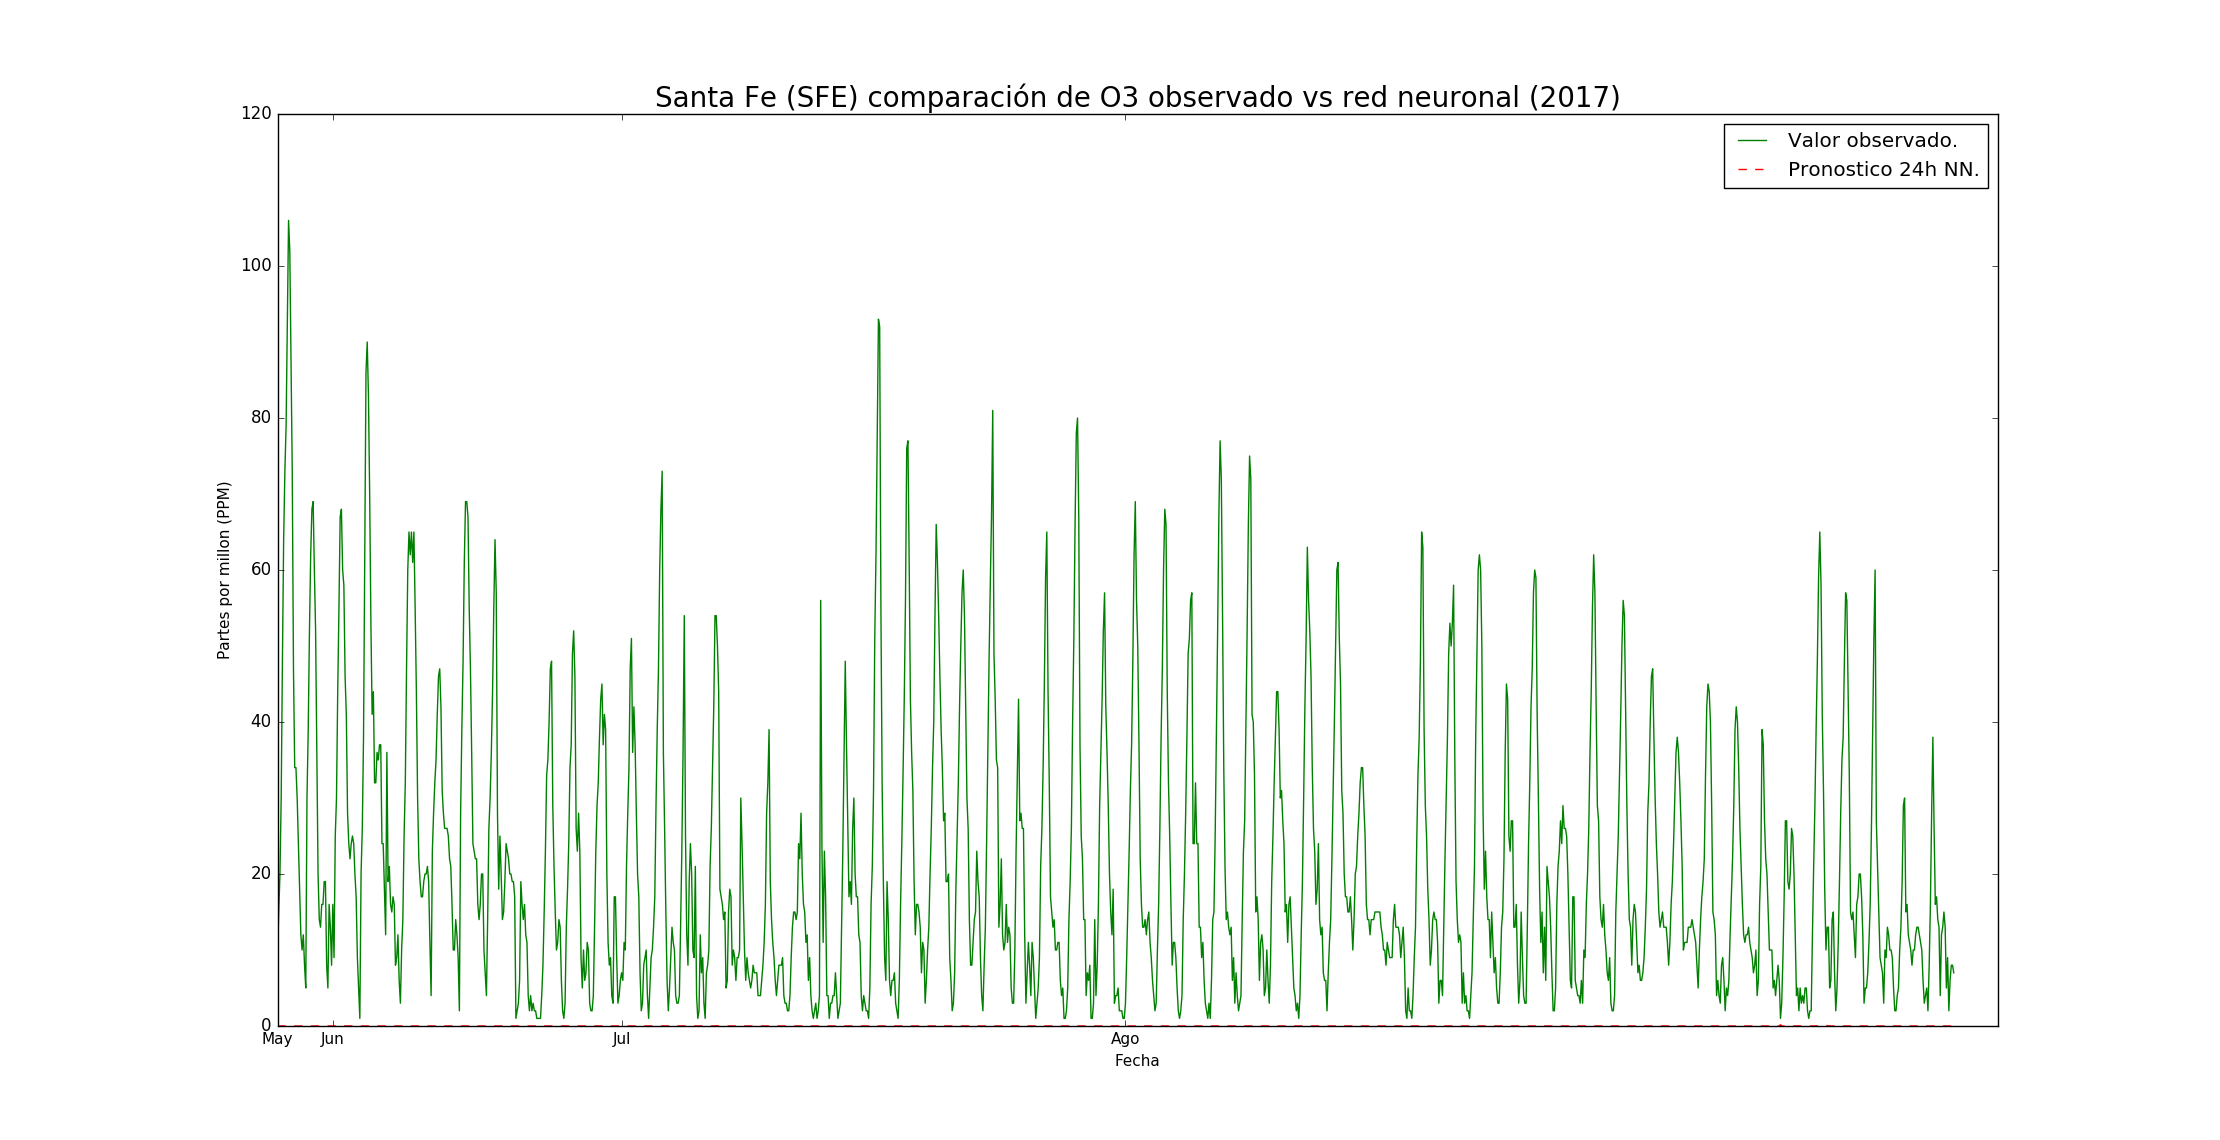 Santa Fe (SFE) comparación de O3 observado vs red neuronal (2017)
120
100
80
60
40
20
0
Partes por millon (PPM)
Valor observado.
Pronostico 24h NN.
May Jun Jul Ago
Fecha